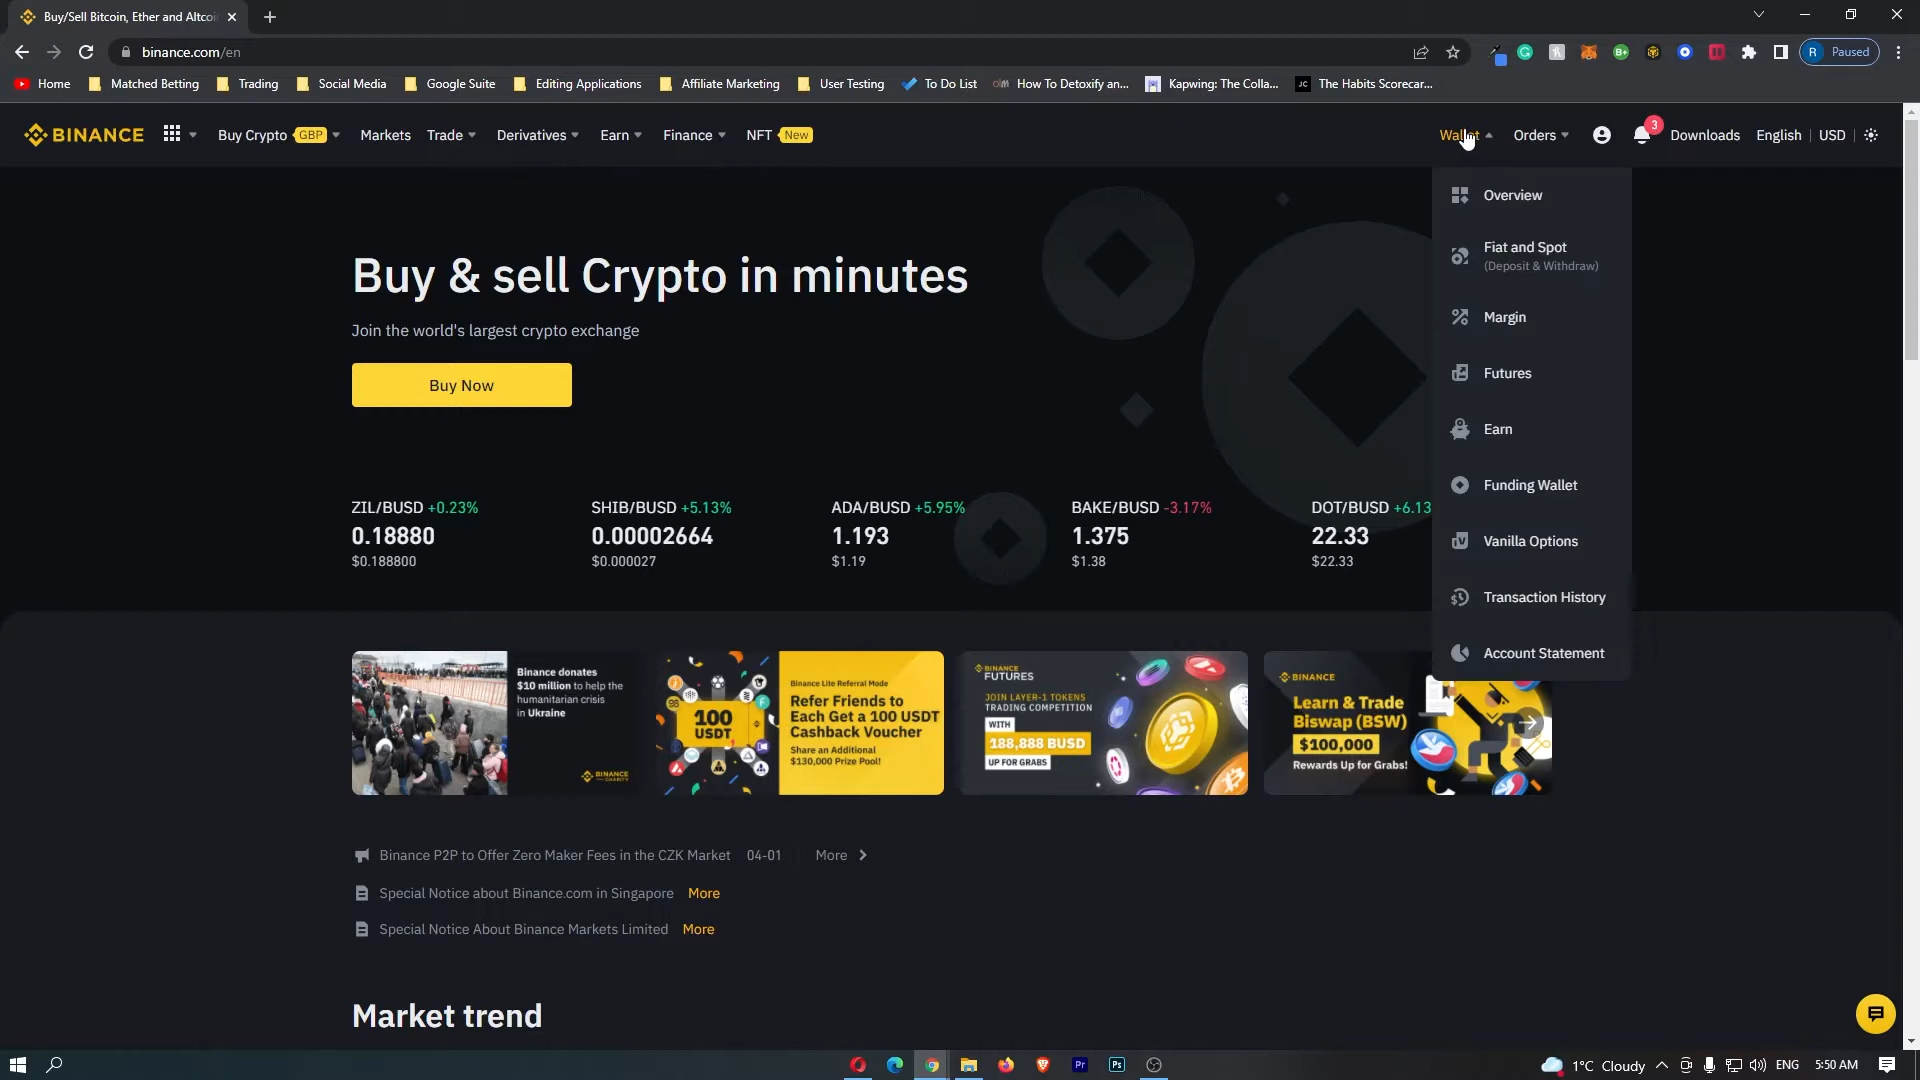 Buy/Sell Bitcoin, Ether and Altcoi
binance.com/en
R Paused
Home
Matched Betting
Trading
Social Media
Google Suite
Editing Applications
Affiliate Marketing
User Testing
To Do List
How To Detoxify an...
Kapwing: The Colla...
JC The Habits Scorecar...
BINANCE
Buy Crypto GBP
Markets
Trade
Derivatives
Earn
Finance
NFT New
Wallet
Orders
3
Downloads
English
USD
Overview
Fiat and Spot
(Deposit & Withdraw)
Margin
Futures
Earn
Funding Wallet
Vanilla Options
Transaction History
Account Statement
Buy & sell Crypto in minutes
Join the world's largest crypto exchange
Buy Now
ZIL/BUSD +0.23%
0.18880
$0.188800
SHIB/BUSD +5.13%
0.00002664
$0.000027
ADA/BUSD +5.95%
1.193
$1.19
BAKE/BUSD -3.17%
1.375
$1.38
DOT/BUSD +6.13
22.33
$22.33
Binance donates
$10 million to help the
humanitarian crisis
in Ukraine
BINANCE
100
USDT
Binance Lite Referral Mode
Refer Friends to
Each Get a 100 USDT
Cashback Voucher
Share an Additional
$130,000 Prize Pool!
BINANCE
FUTURES
JOIN LAYER-1 TOKENS
TRADING COMPETITION
WITH
188,888 BUSD
UP FOR GRABS
BINANCE
Learn & Trade
Biswap (BSW)
$100,000
Rewards Up for Grabs!
Binance P2P to Offer Zero Maker Fees in the CZK Market 04-01 More
Special Notice about Binance.com in Singapore More
Special Notice About Binance Markets Limited More
Market trend
Pr
Ps
1°C Cloudy
ENG
5:50 AM